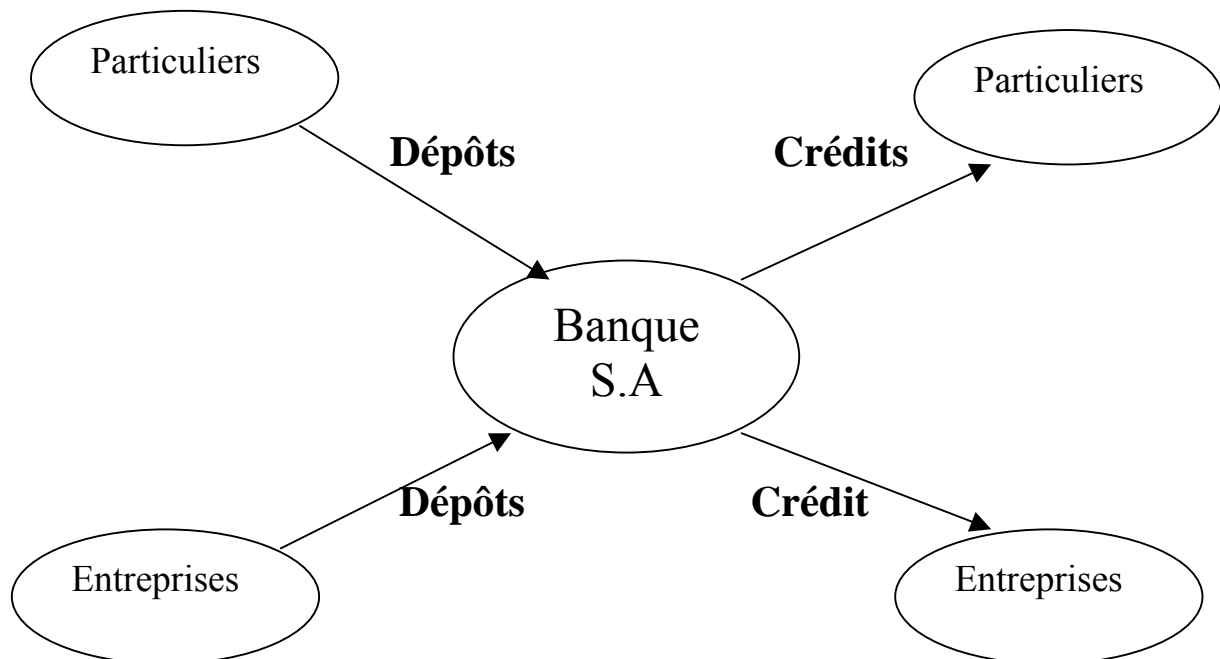 Particuliers
Particuliers
Dépôts
Crédits
Banque
S.A
Dépôts
Crédit
Entreprises
Entreprises